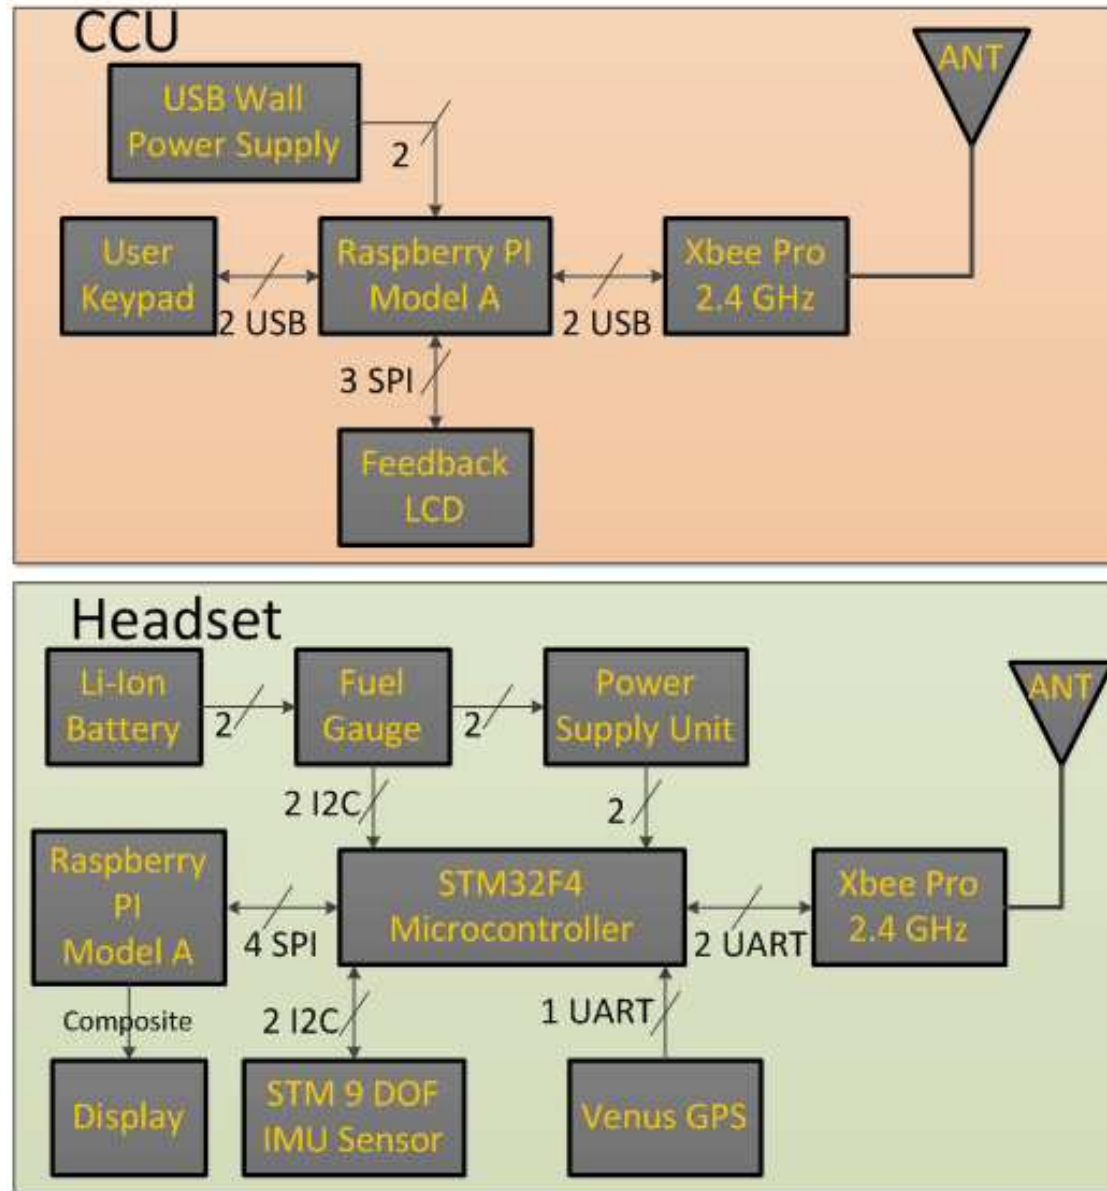 CCU
ANT
USB Wall
Power Supply
2
User
Keypad
2 USB
Raspberry PI
Model A
2 USB
Xbee Pro
2.4 GHz
3 SPI
Feedback
LCD
Headset
Li-Ion
Battery
2
Fuel
Gauge
2
Power
Supply Unit
ANT
2 I2C
2
Raspberry
PI
Model A
4 SPI
STM32F4
Microcontroller
2 UART
Xbee Pro
2.4 GHz
Composite
2 I2C
1 UART
Display
STM 9 DOF
IMU Sensor
Venus GPS